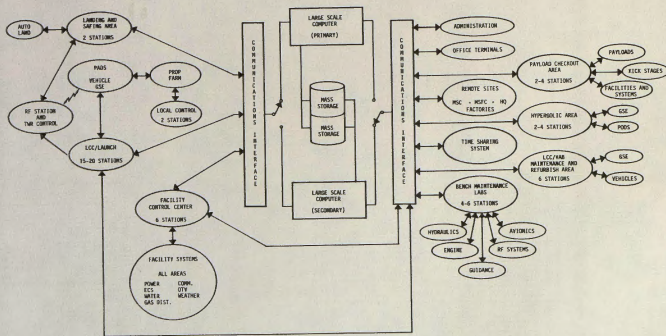 AUTO
LAND
LANDING AND
SAFING AREA
2 STATIONS
PADS
VEHICLE
GSE
PROP
FARM
LOCAL CONTROL
2 STATIONS
RF STATION
AND
TWR CONTROL
LCC/LAUNCH
15-20 STATIONS
FACILITY
CONTROL CENTER
6 STATIONS
FACILITY SYSTEMS
ALL AREAS
POWER COMM.
ECS OTV
WATER WEATHER
GAS DIST.
COMMUNICATIONS INTERFACE
LARGE SCALE
COMPUTER
(PRIMARY)
MASS
STORAGE
MASS
STORAGE
LARGE SCALE
COMPUTER
(SECONDARY)
COMMUNICATIONS INTERFACE
ADMINISTRATION
OFFICE TERMINALS
REMOTE SITES
MSC - MSFC - HQ
FACTORIES
TIME SHARING
SYSTEM
BENCH MAINTENANCE
LABS
4-6 STATIONS
HYDRAULICS
ENGINE
GUIDANCE
RF SYSTEMS
AVIONICS
PAYLOAD CHECKOUT
AREA
2-4 STATIONS
PAYLOADS
KICK STAGES
FACILITIES AND
SYSTEMS
HYPERGOLIC AREA
2-4 STATIONS
GSE
PODS
LCC/VAB
MAINTENANCE AND
REFURBISH AREA
6 STATIONS
GSE
VEHICLES